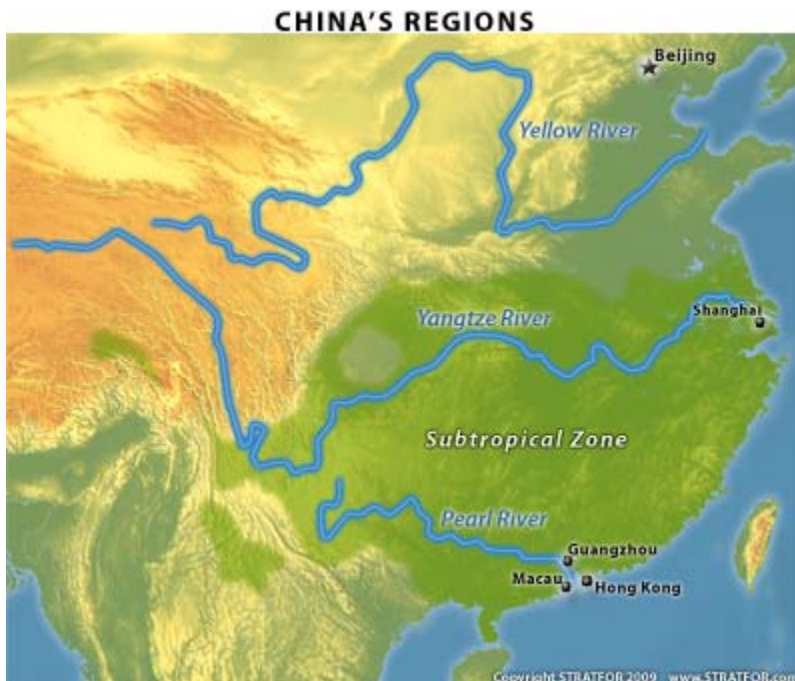 CHINA'S REGIONS
Beijing
Yellow River
Yangtze River
Shanghai
Subtropical Zone
Pearl River
Guangzhou
Macau
Hong Kong
Copyright STRATFOR 2009 www.STRATFOR.com